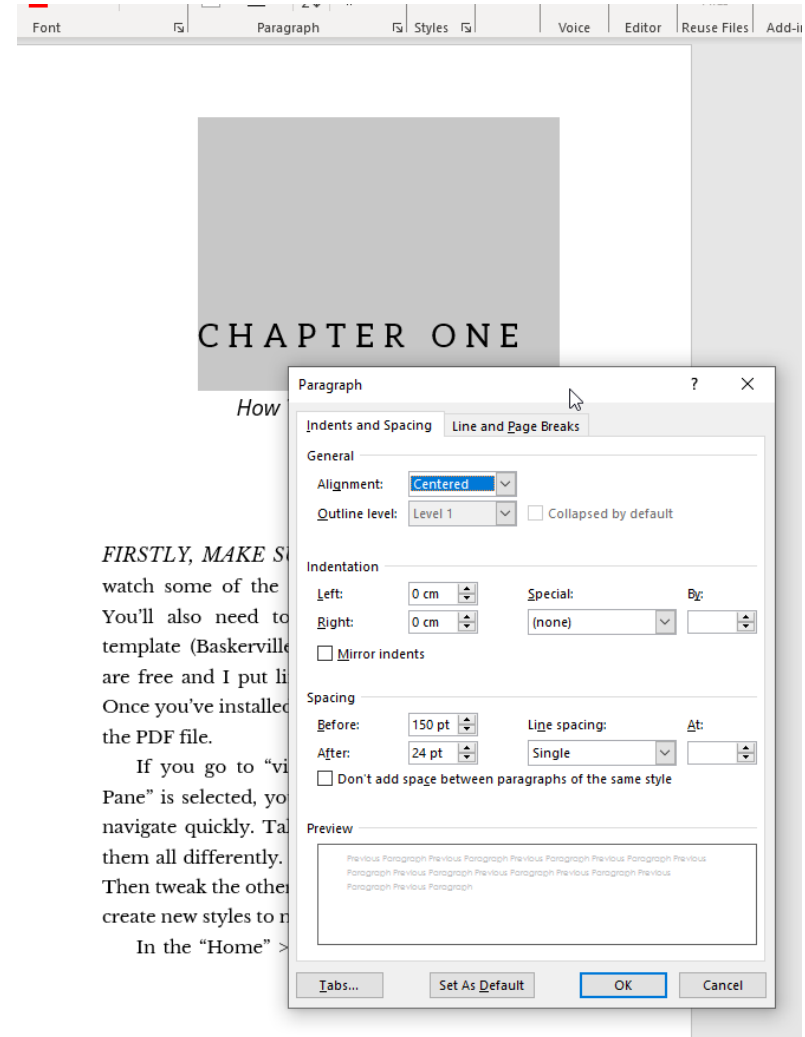 Font Paragraph Styles Voice Editor Reuse Files Add-i
CHAPTER ONE
How
Paragraph ? X
Indents and Spacing Line and Page Breaks
General
Alignment: Centered
Outline level: Level 1 Collapsed by default
FIRSTLY, MAKE
Indentation
watch some of the
Left: 0 cm Special: By:
You’ll also need to
Right: 0 cm (none)
template (Baskerville
Mirror indents
are free and I put
Spacing
Once you’ve installed
Before: 150 pt Line spacing: At:
the PDF file.
After: 24 pt Single
If you go to “vi
Don't add space between paragraphs of the same style
Pane” is selected, yo
navigate quickly. Ta
Preview
them all differently.
Previous Paragraph Previous Paragraph Previous Paragraph Previous Paragraph Previous
Paragraph Previous Paragraph Previous Paragraph Previous Paragraph Previous
Then tweak the other
Paragraph Previous Paragraph
create new styles to
In the “Home” >
Tabs... Set As Default OK Cancel